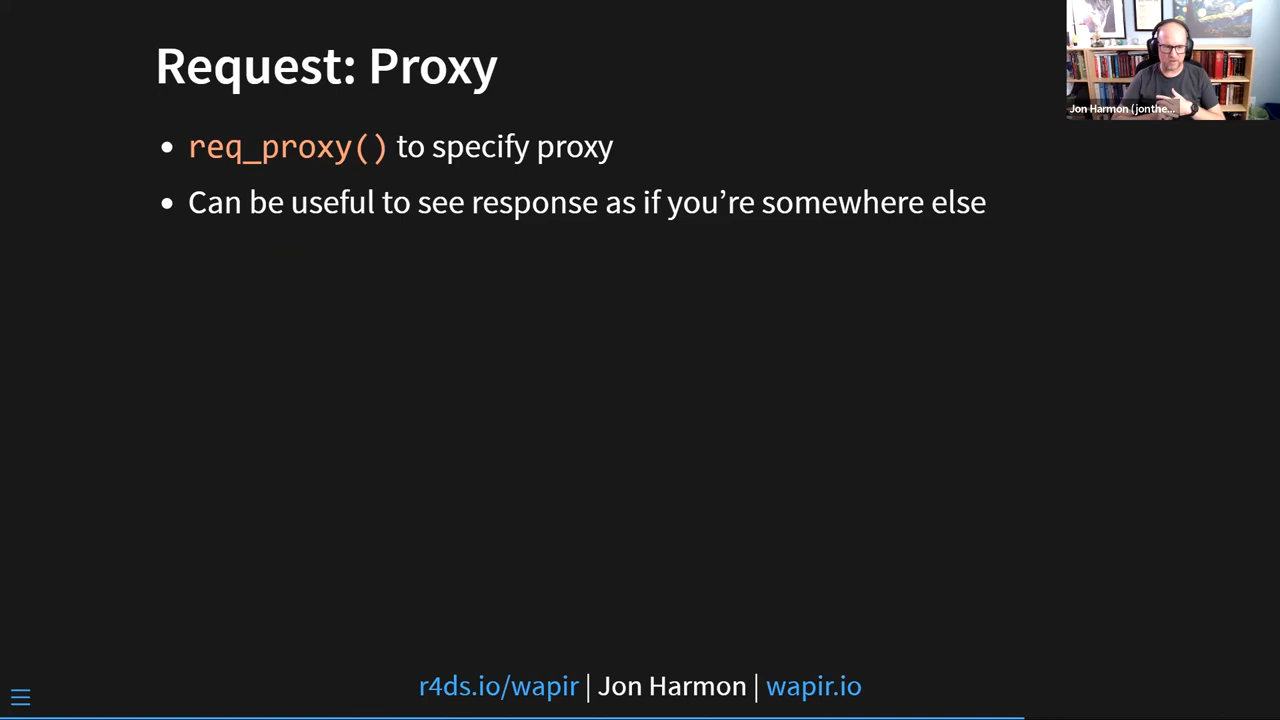 Request: Proxy
Jon Harmon (jonthe...
• req_proxy() to specify proxy
• Can be useful to see response as if you’re somewhere else
r4ds.io/wapir | Jon Harmon | wapir.io